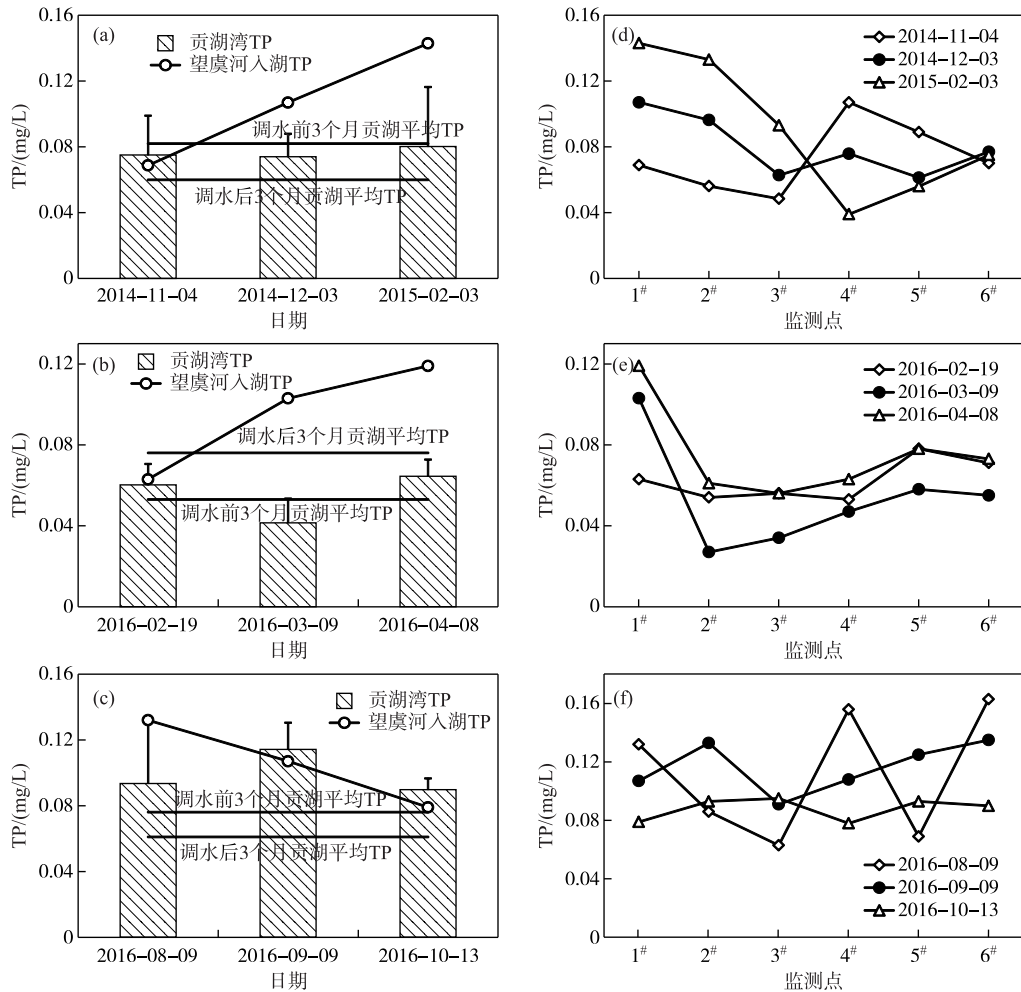 (a)
贡湖湾TP
望虞河入湖TP
调水前3个月贡湖平均TP
调水后3个月贡湖平均TP
TP/(mg/L)
0.16
0.12
0.08
0.04
0
2014-11-04 2014-12-03 2015-02-03
日期
(d)
2014-11-04
2014-12-03
2015-02-03
TP/(mg/L)
0.16
0.12
0.08
0.04
0
1# 2# 3# 4# 5# 6#
监测点
(b)
贡湖湾TP
望虞河入湖TP
调水后3个月贡湖平均TP
调水前3个月贡湖平均TP
TP/(mg/L)
0.12
0.08
0.04
0
2016-02-19 2016-03-09 2016-04-08
日期
(e)
2016-02-19
2016-03-09
2016-04-08
TP/(mg/L)
0.12
0.08
0.04
0
1# 2# 3# 4# 5# 6#
监测点
(c)
贡湖湾TP
望虞河入湖TP
调水前3个月贡湖平均TP
调水后3个月贡湖平均TP
TP/(mg/L)
0.16
0.12
0.08
0.04
0
2016-08-09 2016-09-09 2016-10-13
日期
(f)
2016-08-09
2016-09-09
2016-10-13
TP/(mg/L)
0.16
0.12
0.08
0.04
0
1# 2# 3# 4# 5# 6#
监测点